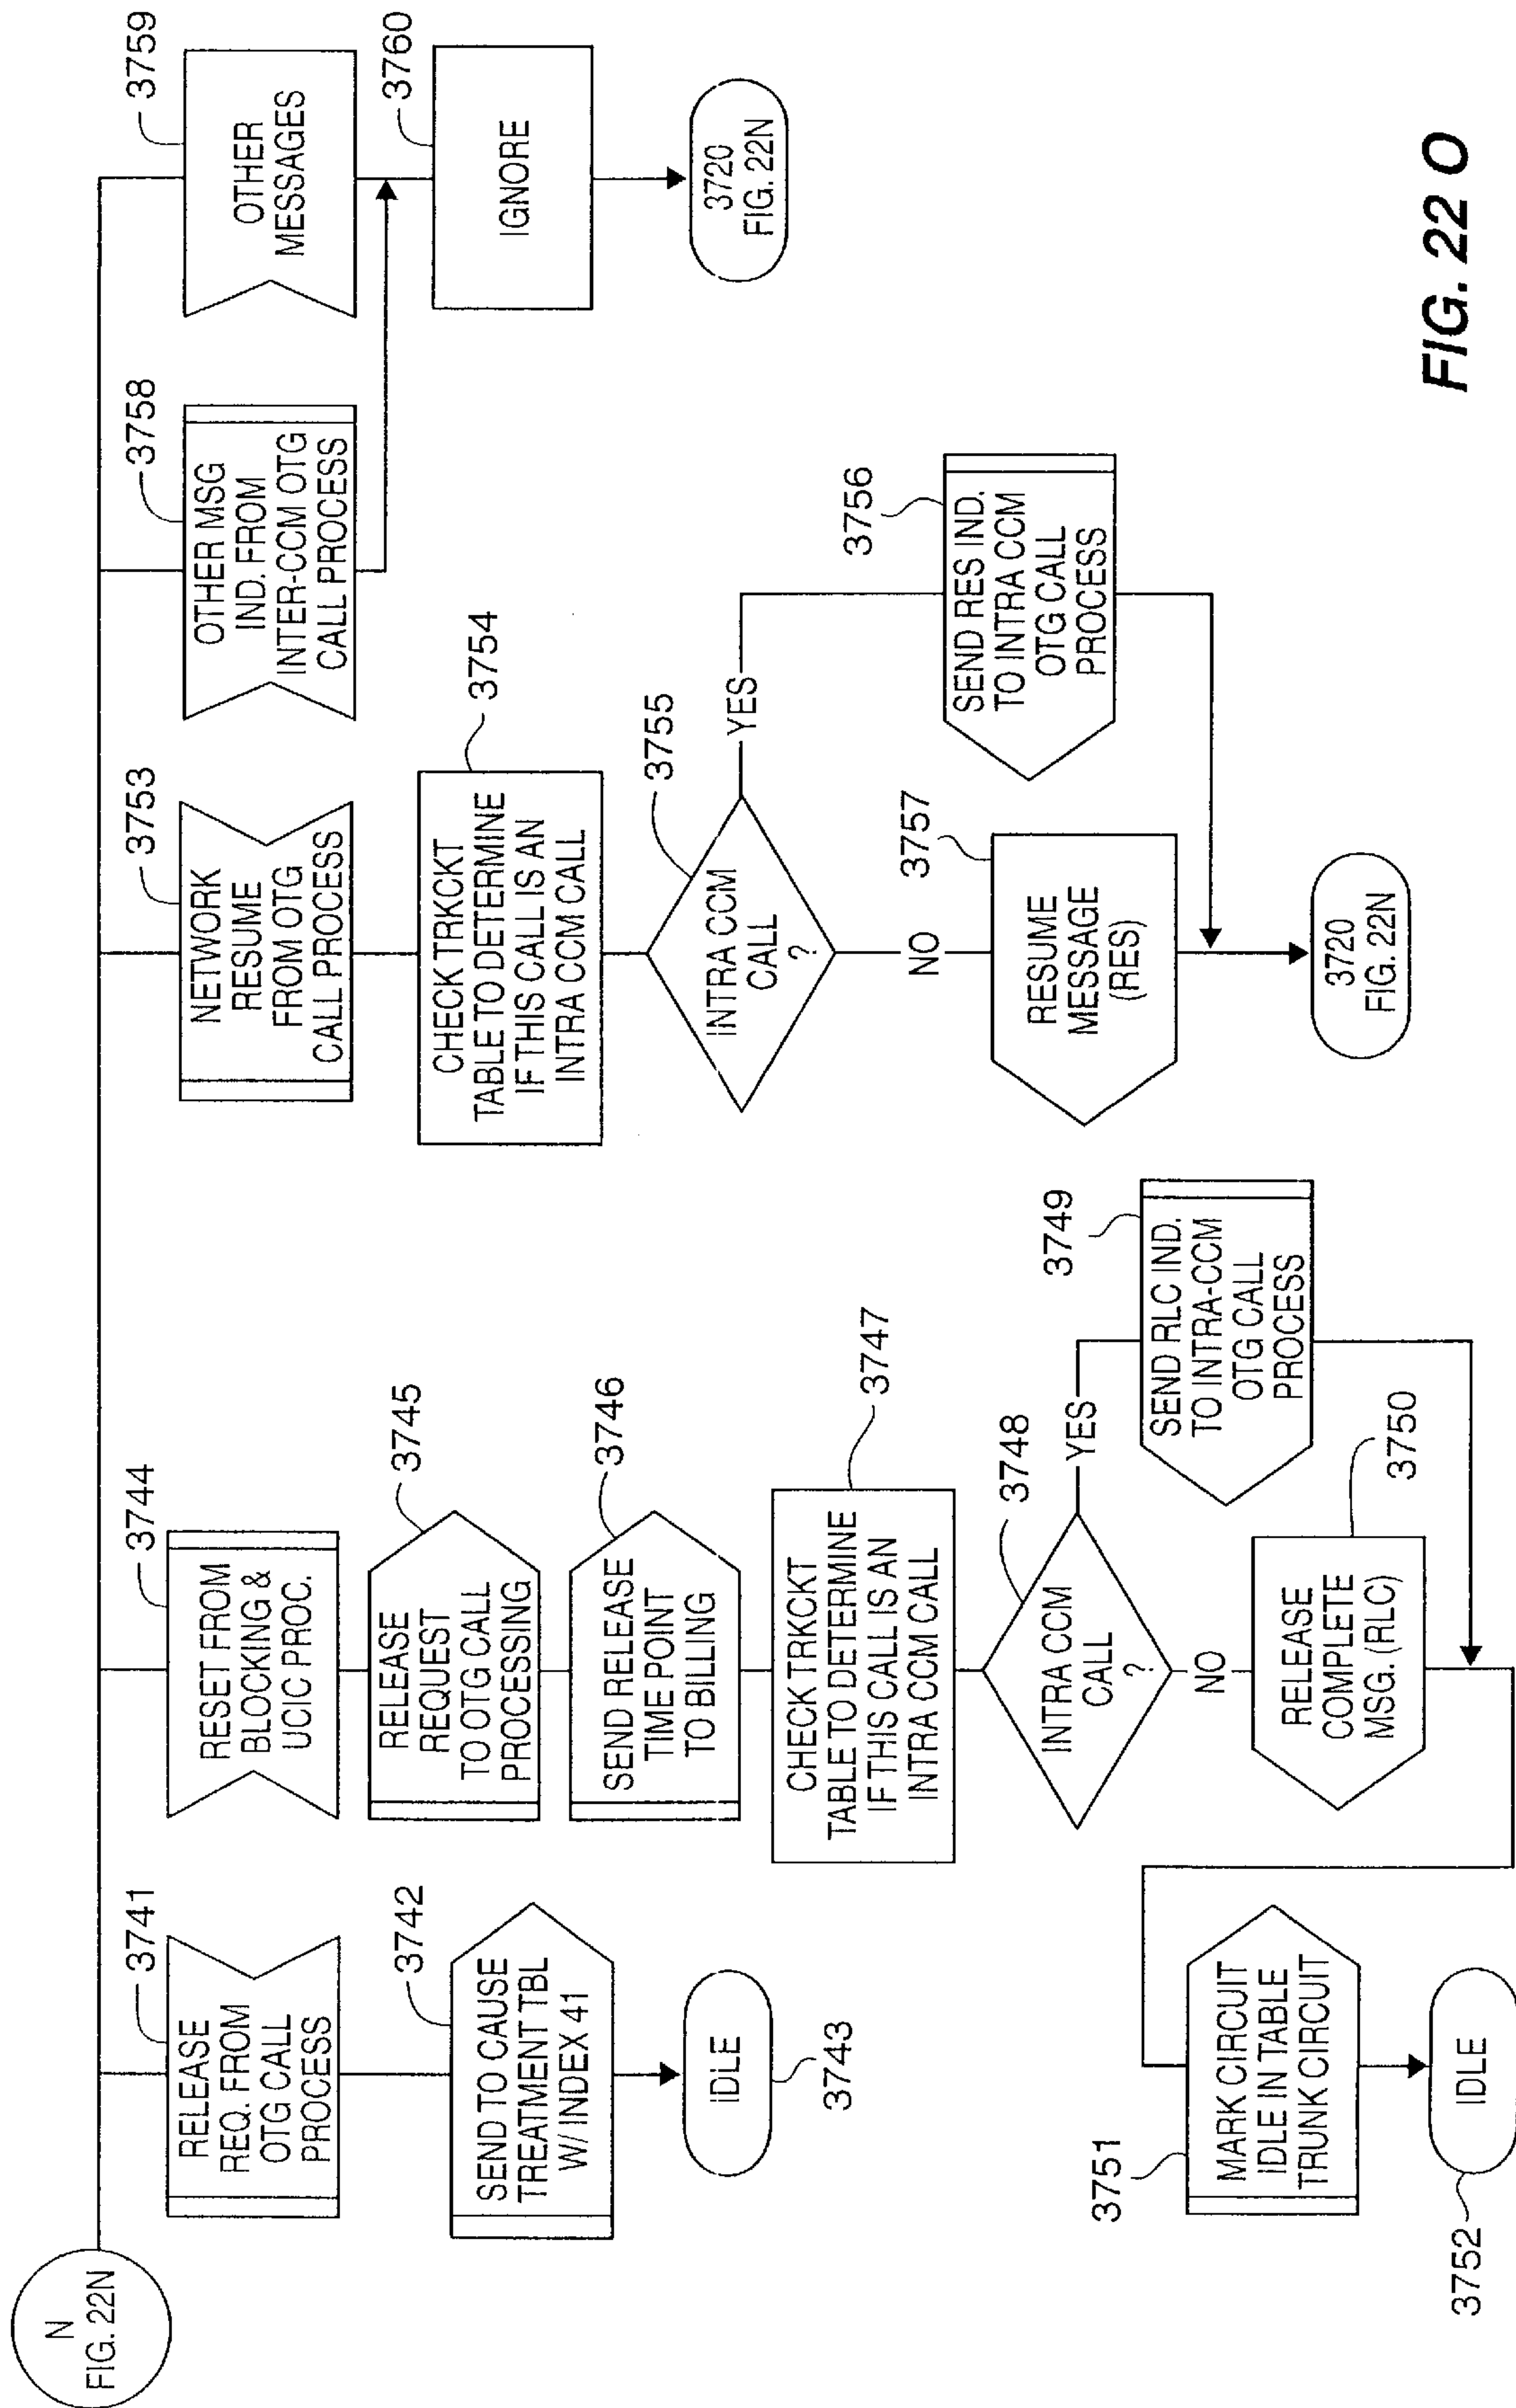 N
FIG. 22N
3741
RELEASE
REQ. FROM
OTG CALL
PROCESS
3742
SEND TO CAUSE
TREATMENT TBL
W/ INDEX 41
IDLE
3743
3744
RESET FROM
BLOCKING &
UCIC PROC.
3745
RELEASE
REQUEST
TO OTG CALL
PROCESSING
3746
SEND RELEASE
TIME POINT
TO BILLING
3747
CHECK TRKCKT
TABLE TO DETERMINE
IF THIS CALL IS AN
INTRA CCM CALL
3748
INTRA CCM
CALL
?
YES
NO
3749
SEND RLC IND.
TO INTRA-CCM
OTG CALL
PROCESS
3750
RELEASE
COMPLETE
MSG. (RLC)
3751
MARK CIRCUIT
IDLE IN TABLE
TRUNK CIRCUIT
IDLE
3752
3753
NETWORK
RESUME
FROM OTG
CALL PROCESS
3754
CHECK TRKCKT
TABLE TO DETERMINE
IF THIS CALL IS AN
INTRA CCM CALL
3755
INTRA CCM
CALL
?
YES
NO
3756
SEND RES IND.
TO INTRA CCM
OTG CALL
PROCESS
3757
RESUME
MESSAGE
(RES)
3720
FIG. 22N
3758
OTHER MSG
IND. FROM
INTER-CCM OTG
CALL PROCESS
3759
OTHER
MESSAGES
3760
IGNORE
3720
FIG. 22N
FIG. 22 O